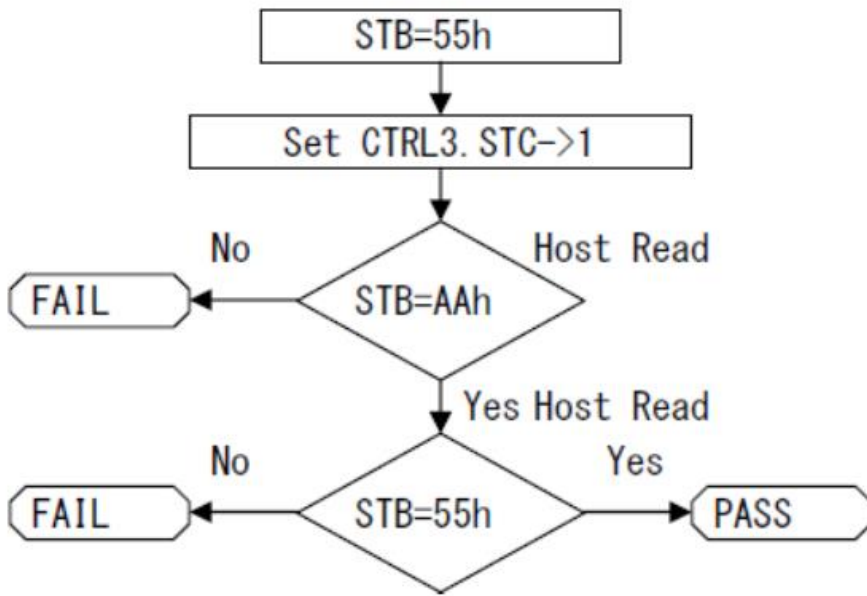 STB=55h
Set CTRL3.STC->1
No
Host Read
FAIL
STB=AAh
Yes Host Read
No
Yes
FAIL
STB=55h
PASS